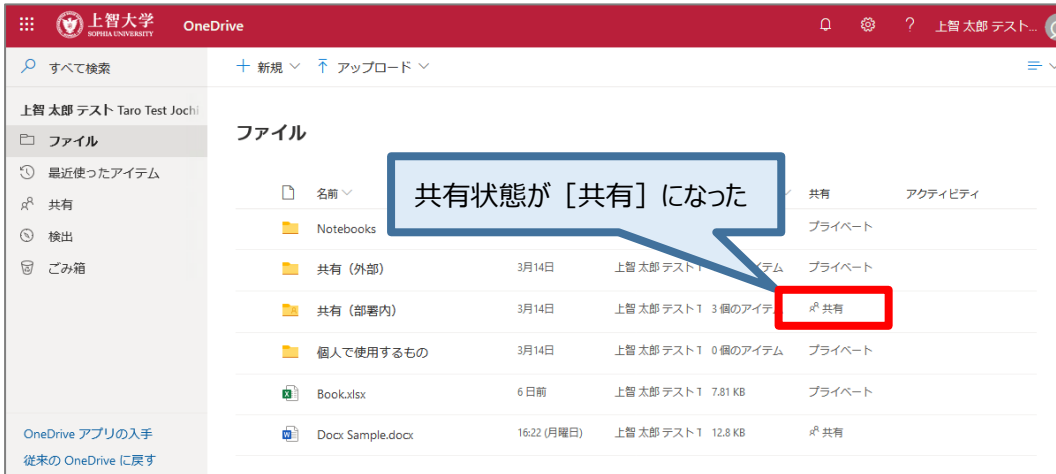 上智大学 SOPHIA UNIVERSITY OneDrive ? 上智 太郎 テスト...
すべて検索 + 新規 アップロード
上智 太郎 テスト Taro Test Jochi
ファイル
最近使ったアイテム
共有
検出
ごみ箱
OneDrive アプリの入手
従来の OneDrive に戻す
ファイル
共有状態が［共有］になった
名前 共有 アクティビティ
Notebooks プライベート
共有（外部） 3月14日 上智 太郎 テスト T イテム プライベート
共有（部署内） 3月14日 上智 太郎 テスト T 3 個のアイテム 共有
個人で使用するもの 3月14日 上智 太郎 テスト T 0 個のアイテム プライベート
Book.xlsx 6 日前 上智 太郎 テスト T 7.81 KB プライベート
Docx Sample.docx 16:22 (月曜日) 上智 太郎 テスト T 12.8 KB 共有